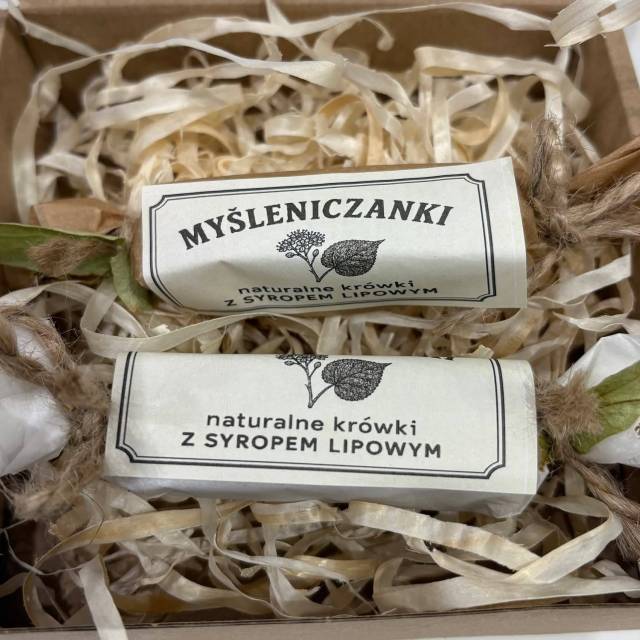 MYŚLENICZANKI
naturalne krówki
Z SYROPEM LIPOWYM
naturalne krówki
Z SYROPEM LIPOWYM